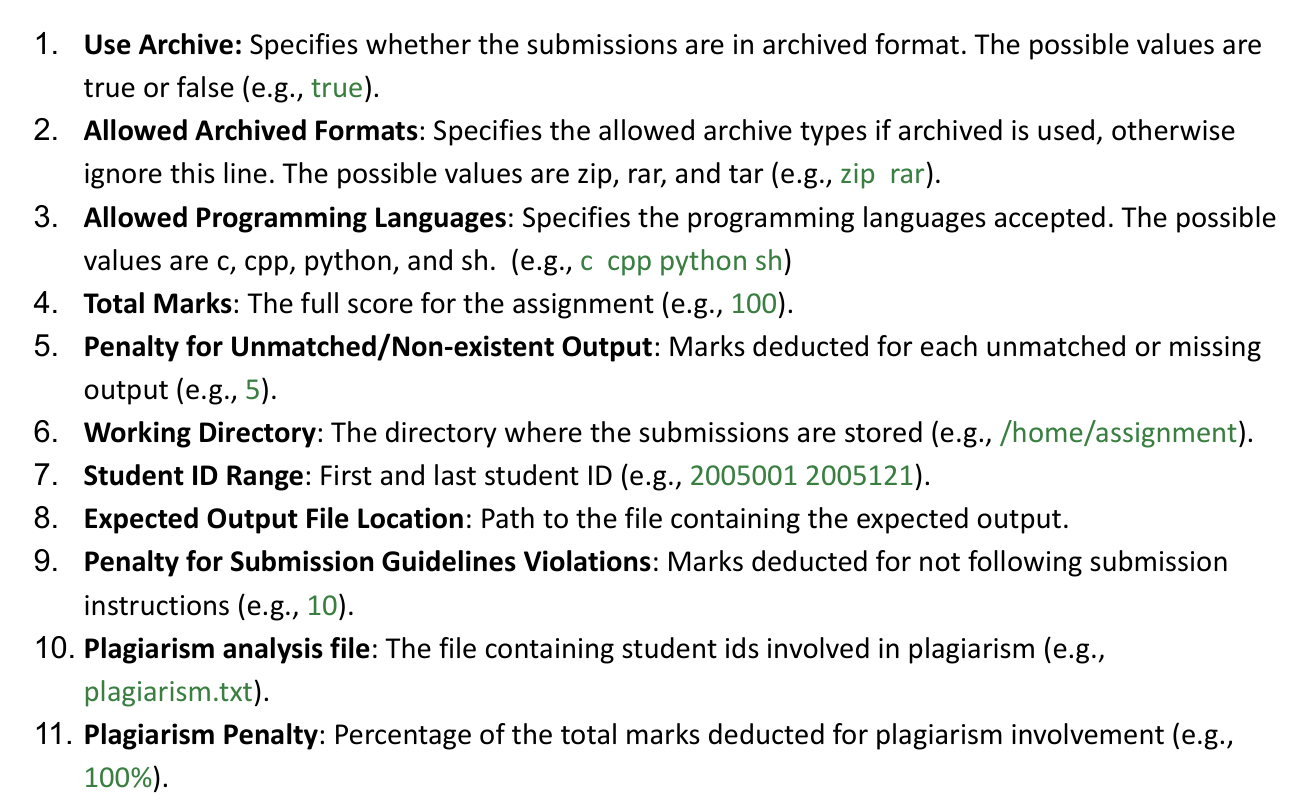 1. Use Archive: Specifies whether the submissions are in archived format. The possible values are
true or false (e.g., true).
2. Allowed Archived Formats: Specifies the allowed archive types if archived is used, otherwise
ignore this line. The possible values are zip, rar, and tar (e.g., zip  rar).
3. Allowed Programming Languages: Specifies the programming languages accepted. The possible
values are c, cpp, python, and sh.  (e.g., c  cpp python sh)
4. Total Marks: The full score for the assignment (e.g., 100).
5. Penalty for Unmatched/Non-existent Output: Marks deducted for each unmatched or missing
output (e.g., 5).
6. Working Directory: The directory where the submissions are stored (e.g., /home/assignment).
7. Student ID Range: First and last student ID (e.g., 2005001 2005121).
8. Expected Output File Location: Path to the file containing the expected output.
9. Penalty for Submission Guidelines Violations: Marks deducted for not following submission
instructions (e.g., 10).
10. Plagiarism analysis file: The file containing student ids involved in plagiarism (e.g.,
plagiarism.txt).
11. Plagiarism Penalty: Percentage of the total marks deducted for plagiarism involvement (e.g.,
100%).